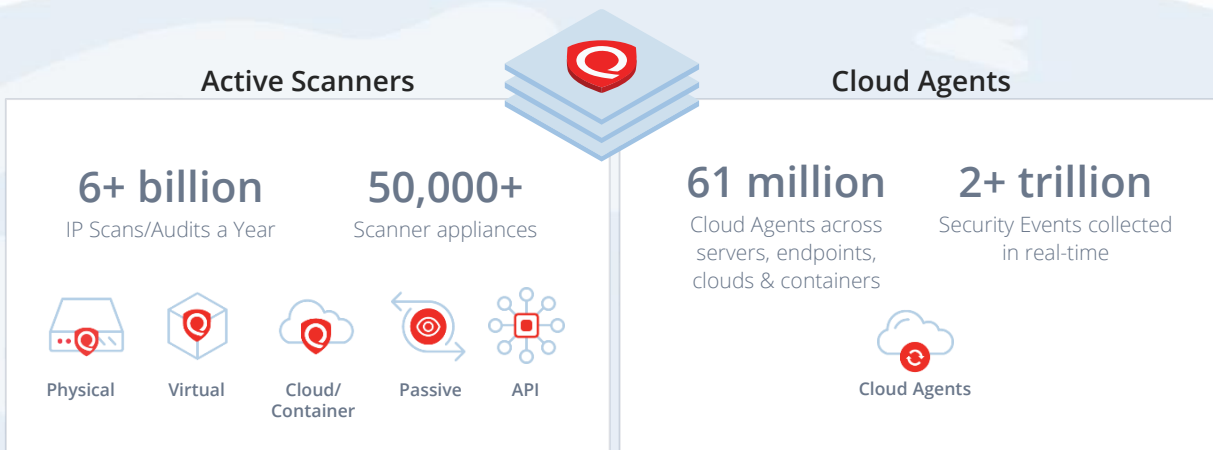 Active Scanners
6+ billion
IP Scans/Audits a Year
50,000+
Scanner appliances
Physical
Virtual
Cloud/
Container
Passive
API
Cloud Agents
61 million
Cloud Agents across
servers, endpoints,
clouds & containers
2+ trillion
Security Events collected
in real-time
Cloud Agents